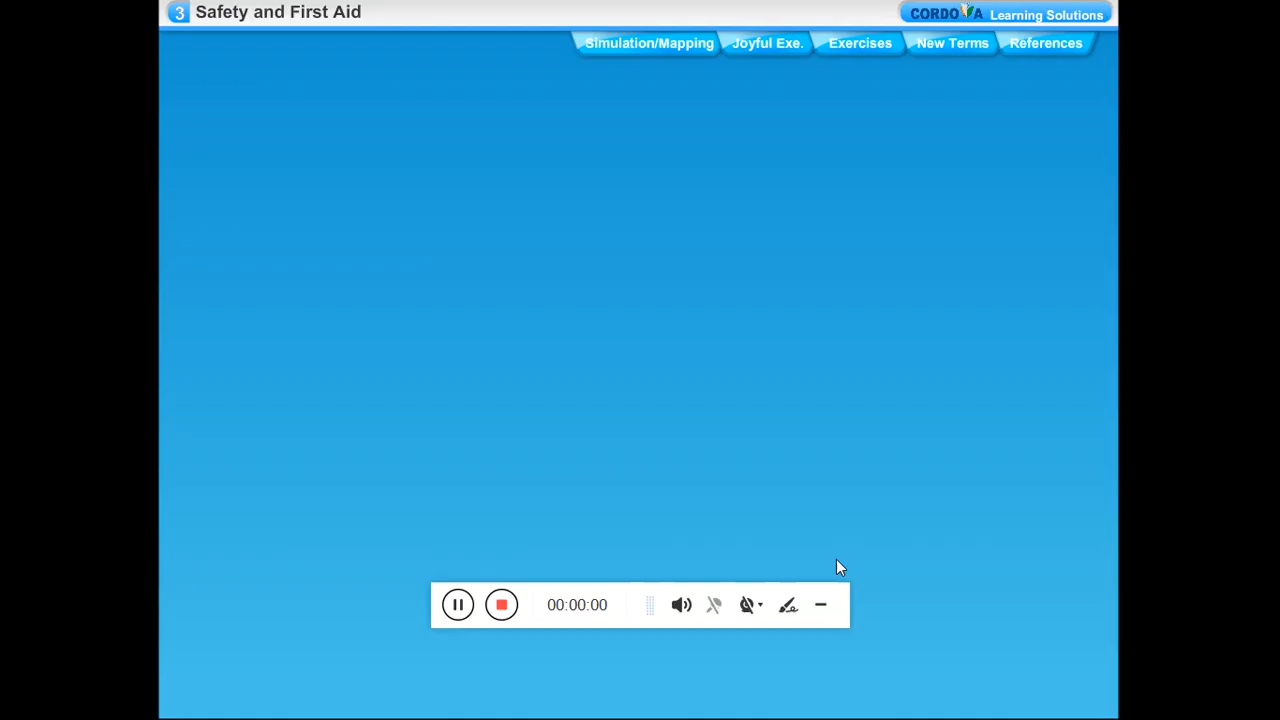 3 Safety and First Aid
CORDOVA Learning Solutions
Simulation/Mapping Joyful Exe. Exercises New Terms References
00:00:00